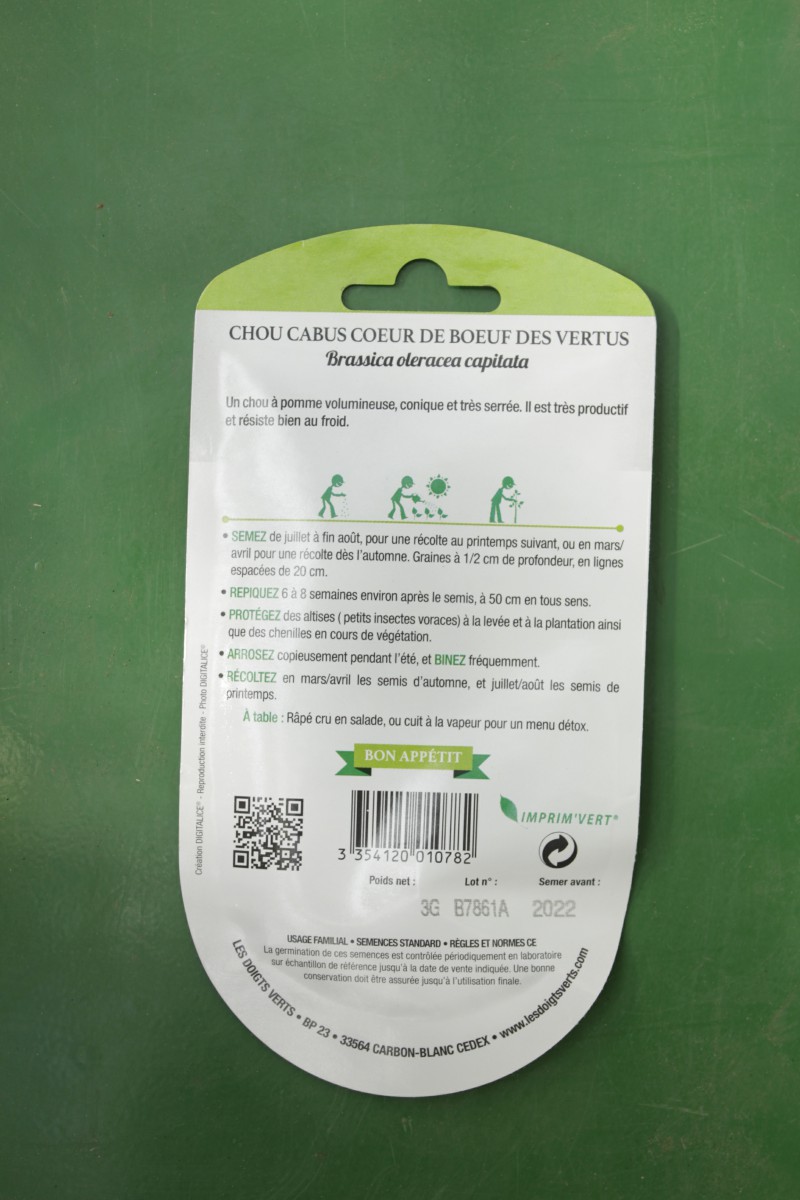 CHOU CABUS COEUR DE BOEUF DES VERTUS
Brassica oleracea capitata
Un chou à pomme volumineuse, conique et très serrée. Il est très productif
et résiste bien au froid.
• SEMEZ de juillet à fin août, pour une récolte au printemps suivant, ou en mars/
avril pour une récolte dès l'automne. Graines à 1/2 cm de profondeur, en lignes
espacées de 20 cm.
• REPIQUEZ 6 à 8 semaines environ après le semis, à 50 cm en tous sens.
• PROTÉGEZ des altises ( petits insectes voraces) à la levée et à la plantation ainsi
que des chenilles en cours de végétation.
• ARROSEZ copieusement pendant l'été, et BINEZ fréquemment.
• RÉCOLTEZ en mars/avril les semis d'automne, et juillet/août les semis de
printemps.
À table : Râpé cru en salade, ou cuit à la vapeur pour un menu détox.
BON APPÉTIT
Création DIGITALICE® - Reproduction interdite - Photo DIGITALICE®
IMPRIM'VERT®
3 354120 010782
Poids net : Lot n° : Semer avant :
3G B7861A 2022
USAGE FAMILIAL • SEMENCES STANDARD • RÈGLES ET NORMES CE
La germination de ces semences est contrôlée périodiquement en laboratoire
sur échantillon de référence jusqu'à la date de vente indiquée. Une bonne
conservation doit être assurée jusqu'à l'utilisation finale.
LES DOIGTS VERTS • BP 23 • 33564 CARBON-BLANC CEDEX • www.lesdoigtsverts.com